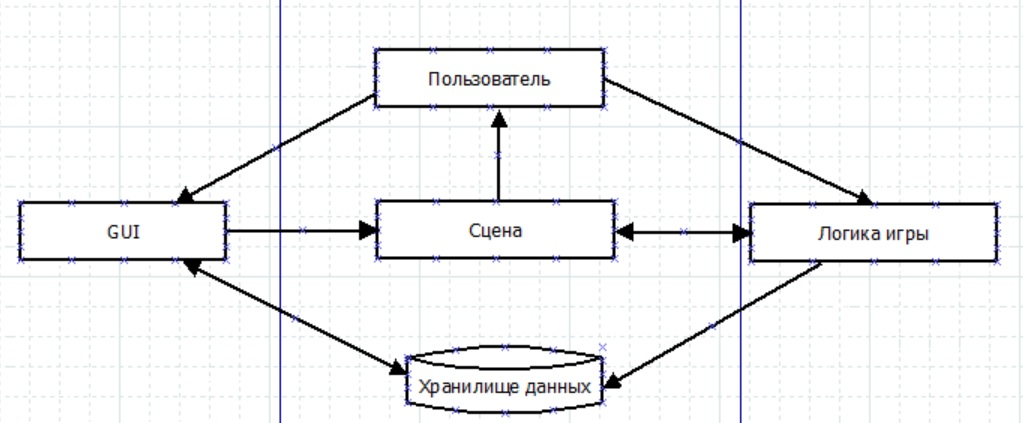 Пользователь
GUI
Сцена
Логика игры
Хранилище данных